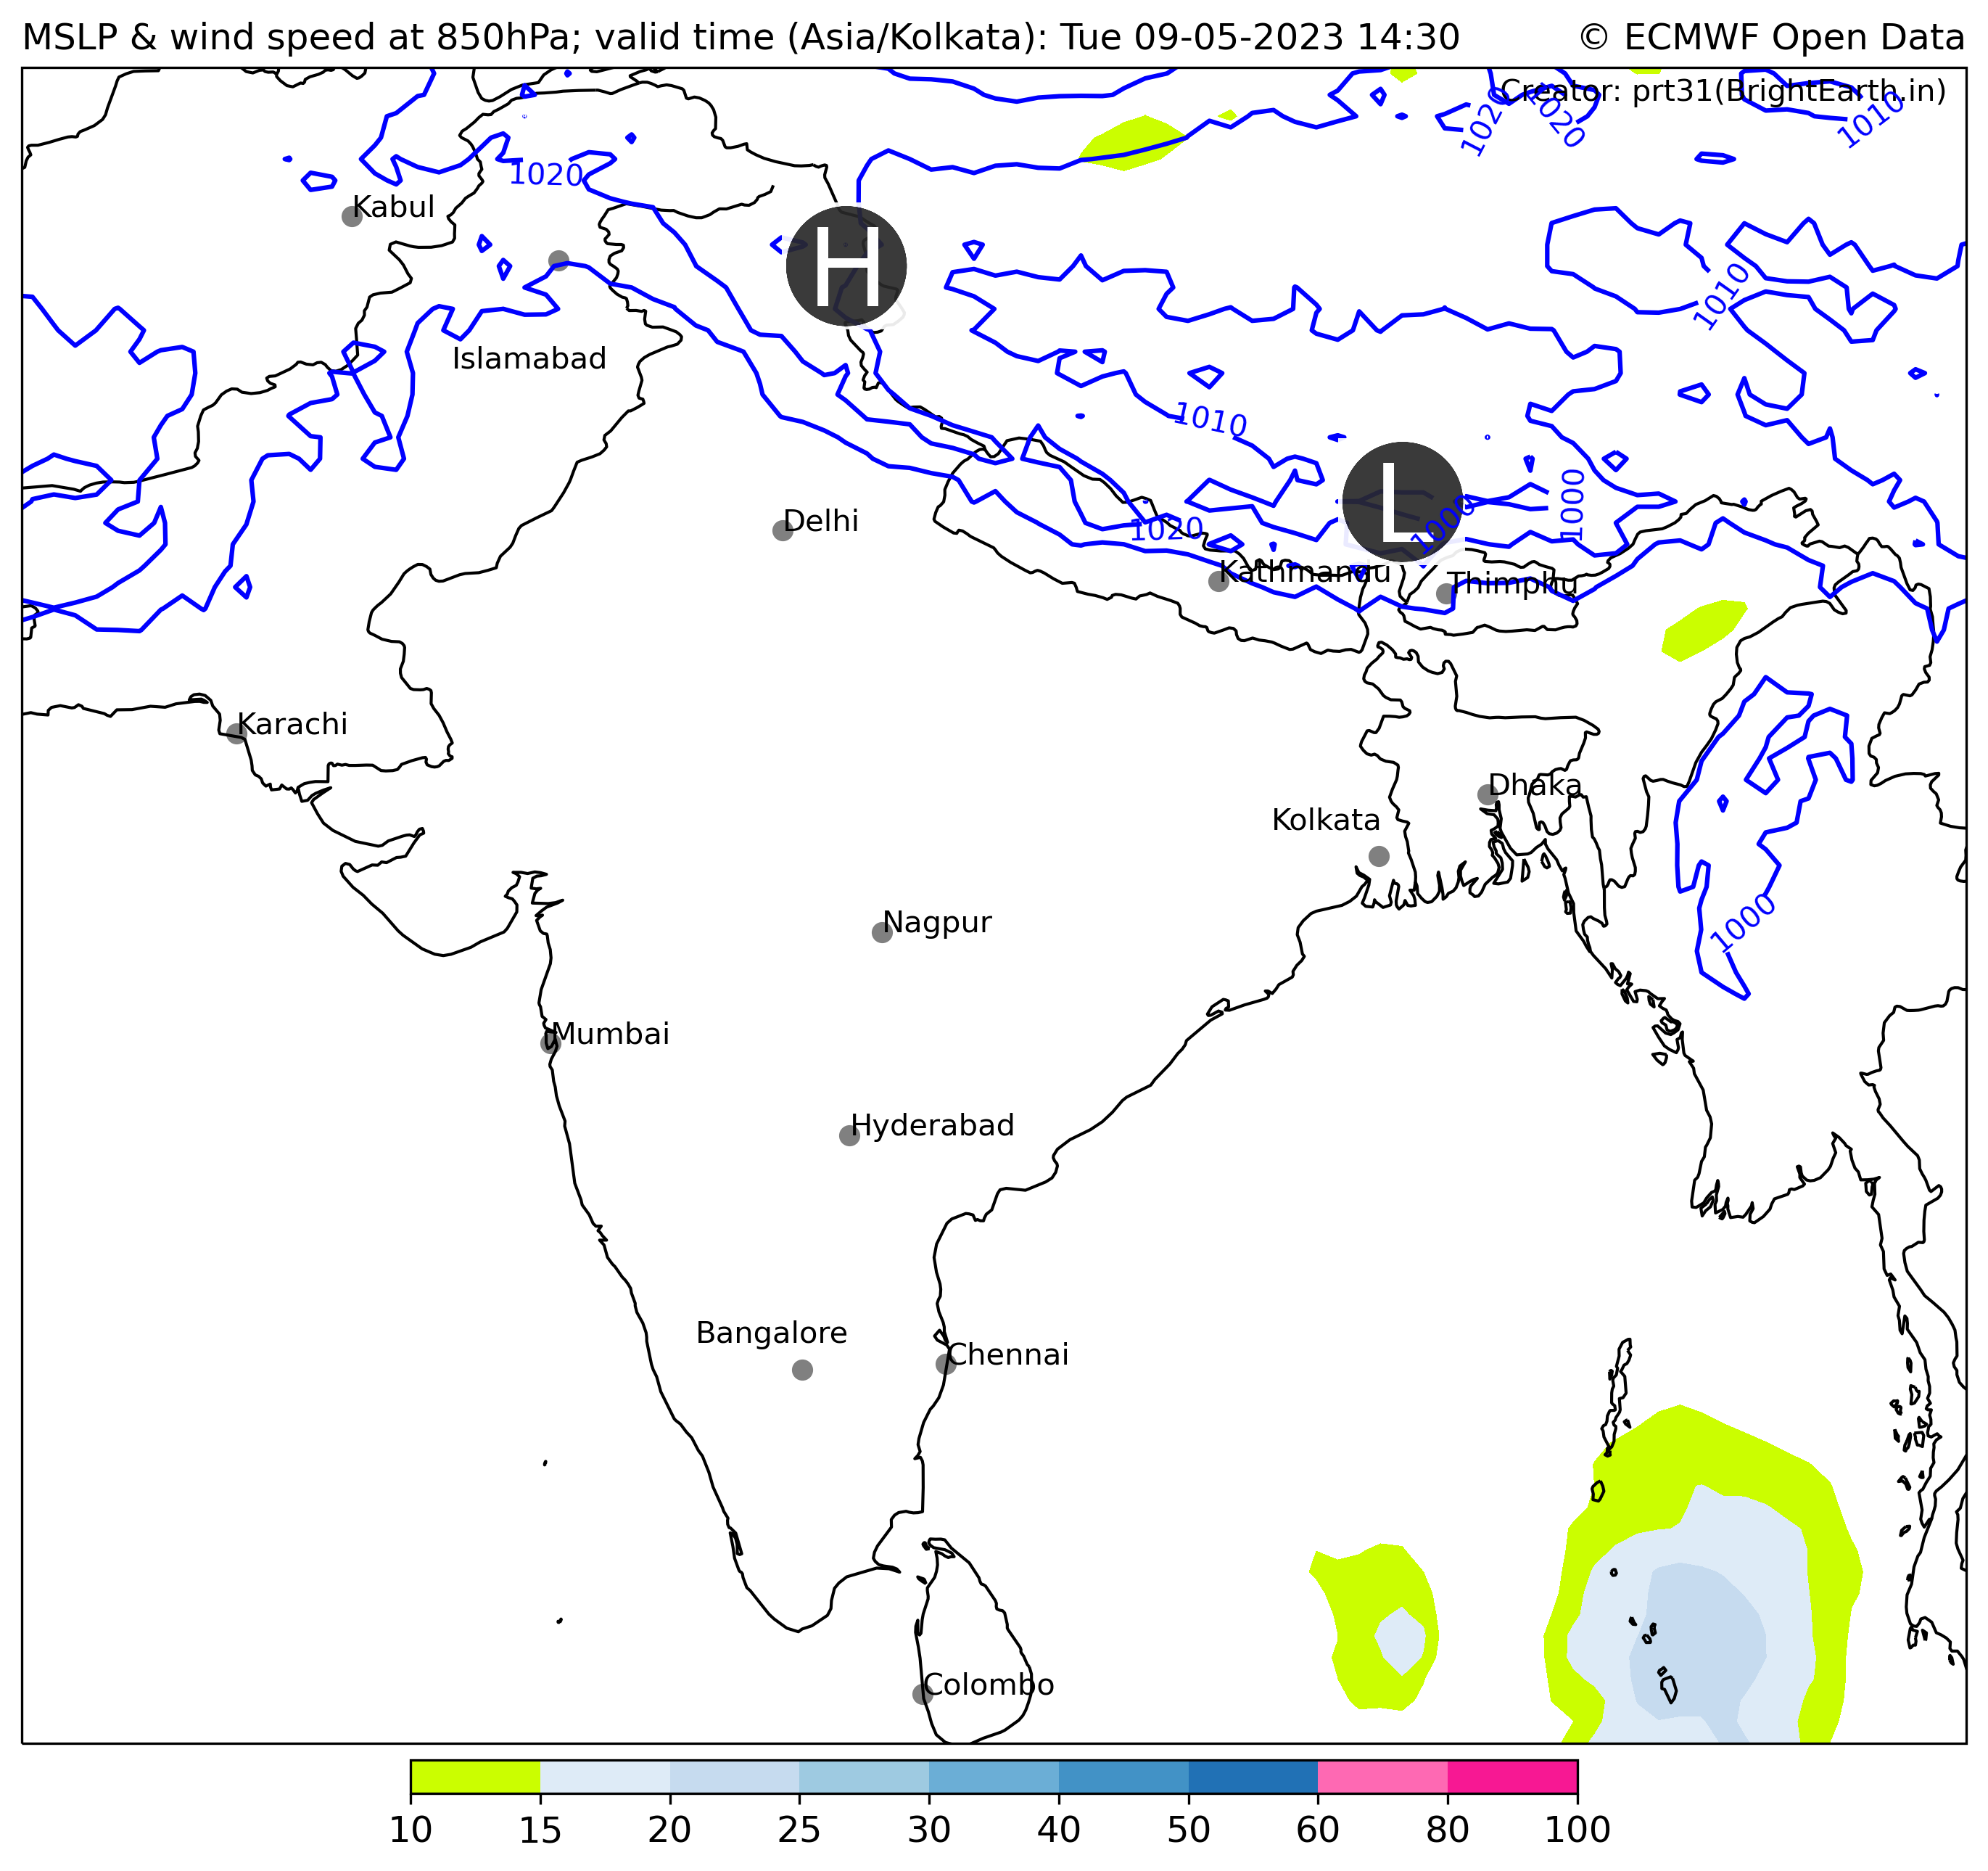 MSLP & wind speed at 850hPa; valid time (Asia/Kolkata): Tue 09-05-2023 14:30
© ECMWF Open Data
Creator: prt31(BrightEarth.in)
1020
1020
1010
1020
Kabul
H
1010
Islamabad
1010
L
1000
1000
Delhi
1020
Kathmandu
Thimphu
Karachi
Dhaka
Kolkata
Nagpur
1000
Mumbai
Hyderabad
Bangalore
Chennai
Colombo
10 15 20 25 30 40 50 60 80 100